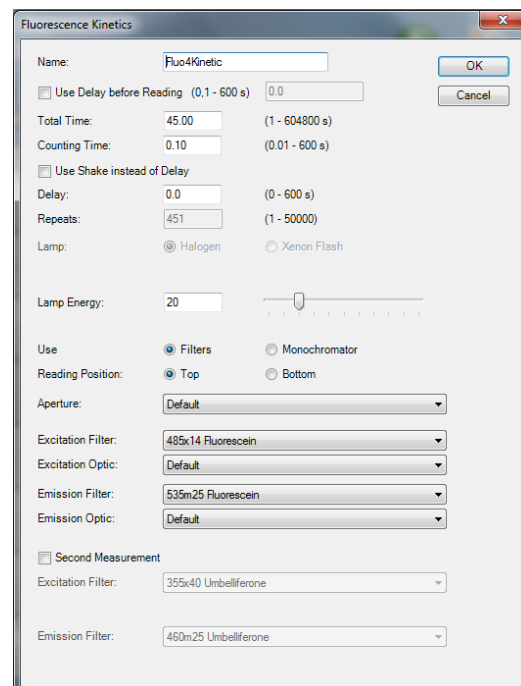 Fluorescence Kinetics
Name: Fluo4Kinetic OK
Use Delay before Reading (0,1 - 600 s) 0.0 Cancel
Total Time: 45.00 (1 - 604800 s)
Counting Time: 0.10 (0.01 - 600 s)
Use Shake instead of Delay
Delay: 0.0 (0 - 600 s)
Repeats: 451 (1 - 50000)
Lamp: Halogen Xenon Flash
Lamp Energy: 20
Use Filters Monochromator
Reading Position: Top Bottom
Aperture: Default
Excitation Filter: 485x14 Fluorescein
Excitation Optic: Default
Emission Filter: 535m25 Fluorescein
Emission Optic: Default
Second Measurement
Excitation Filter: 355x40 Umbelliferone
Emission Filter: 460m25 Umbelliferone